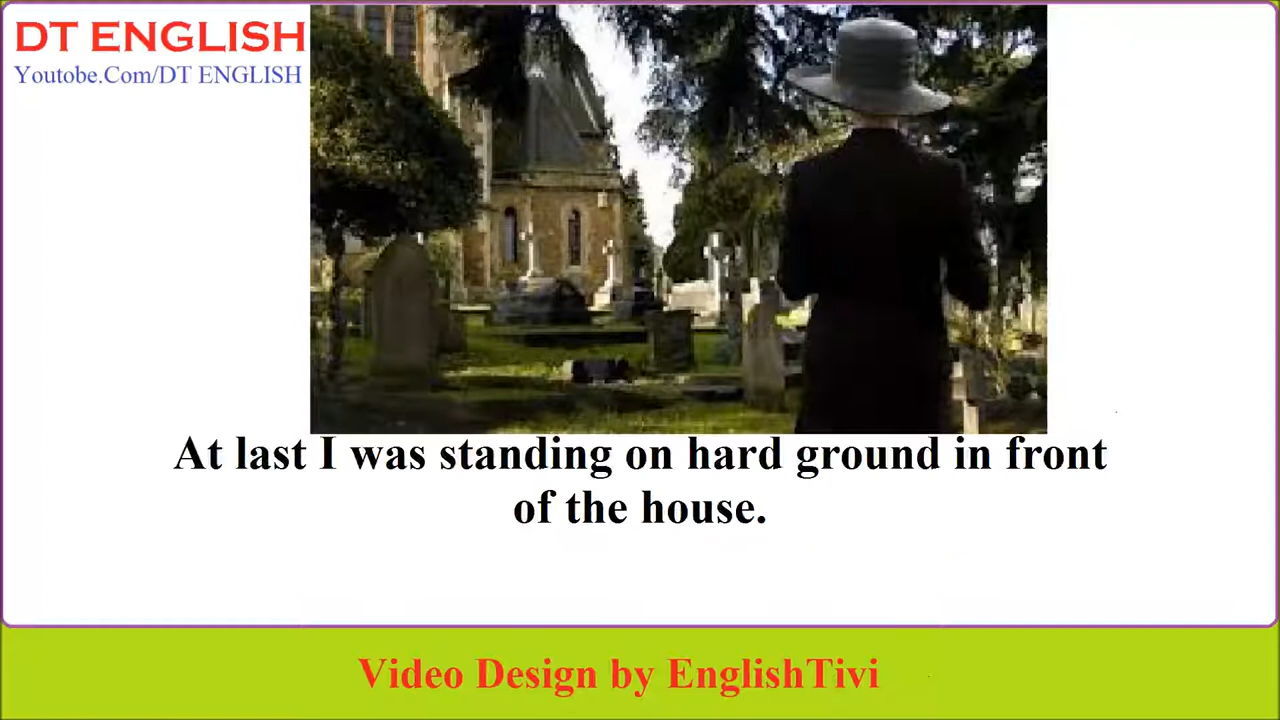 DT ENGLISH
Youtobe.Com/DT ENGLISH
At last I was standing on hard ground in front
of the house.
Video Design by EnglishTivi